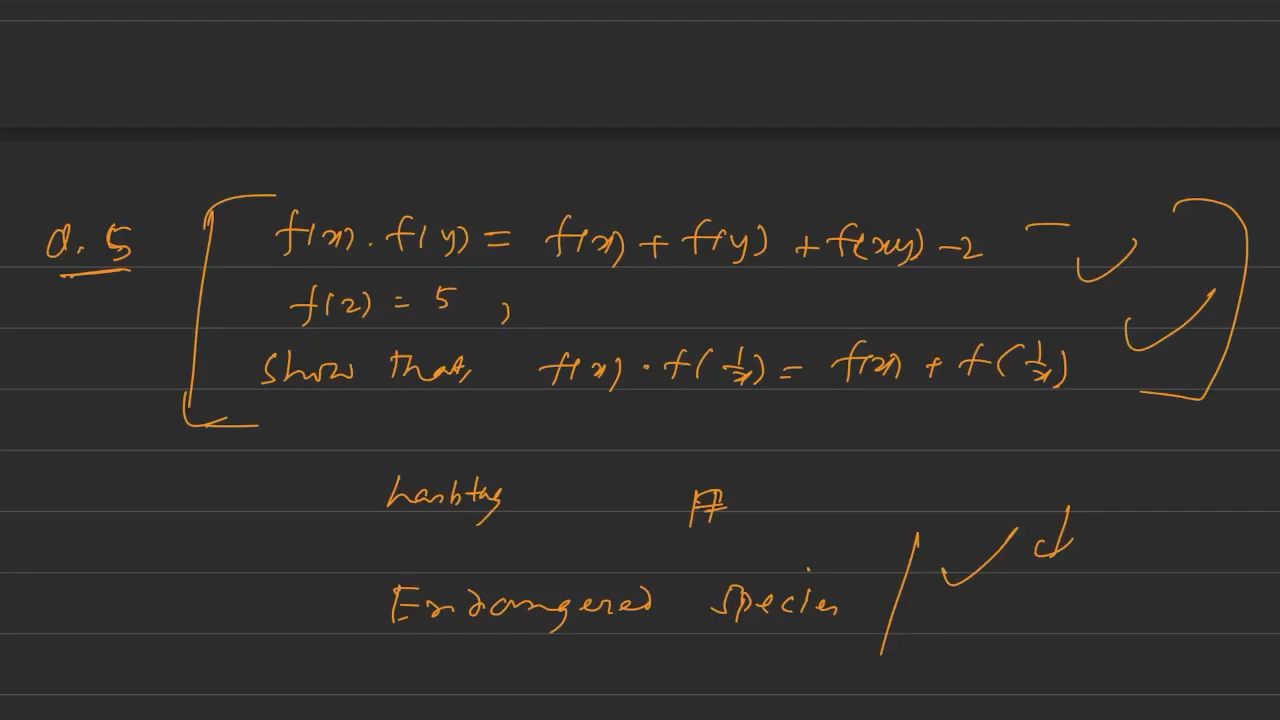 Q. 5 f(x) . f(y) = f(x) + f(y) + f(xy) - 2
f(2) = 5 ,
Show that, f(x) . f(1/x) = f(x) + f(1/x)
hashtag #
Endangered Species